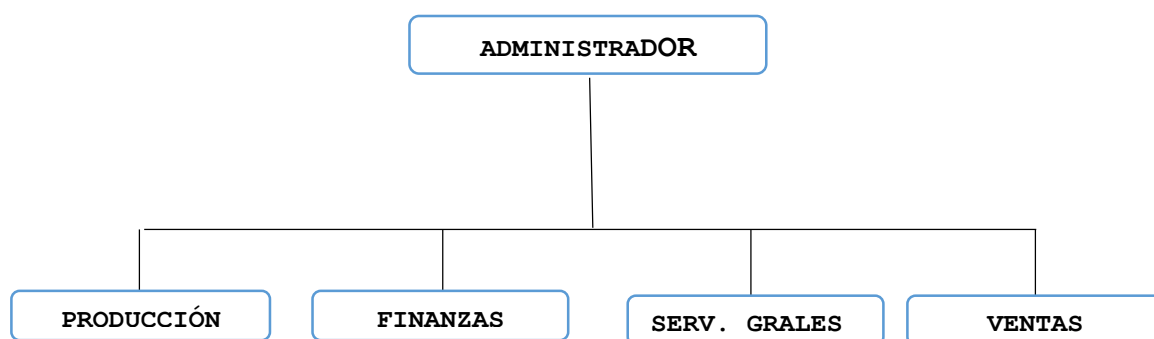 ADMINISTRADOR
PRODUCCIÓN
FINANZAS
SERV. GRALES
VENTAS